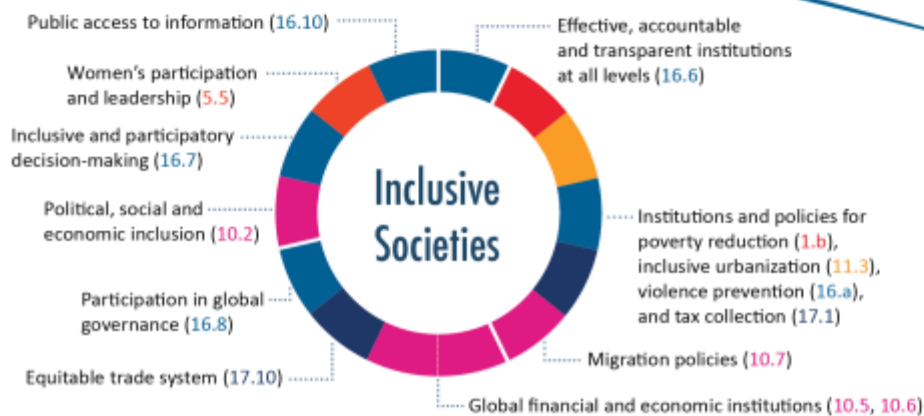 Public access to information (16.10)
Women's participation
and leadership (5.5)
Inclusive and participatory
decision-making (16.7)
Political, social and
economic inclusion (10.2)
Participation in global
governance (16.8)
Equitable trade system (17.10)
Inclusive
Societies
Effective, accountable
and transparent institutions
at all levels (16.6)
Institutions and policies for
poverty reduction (1.b),
inclusive urbanization (11.3),
violence prevention (16.a),
and tax collection (17.1)
Migration policies (10.7)
Global financial and economic institutions (10.5, 10.6)